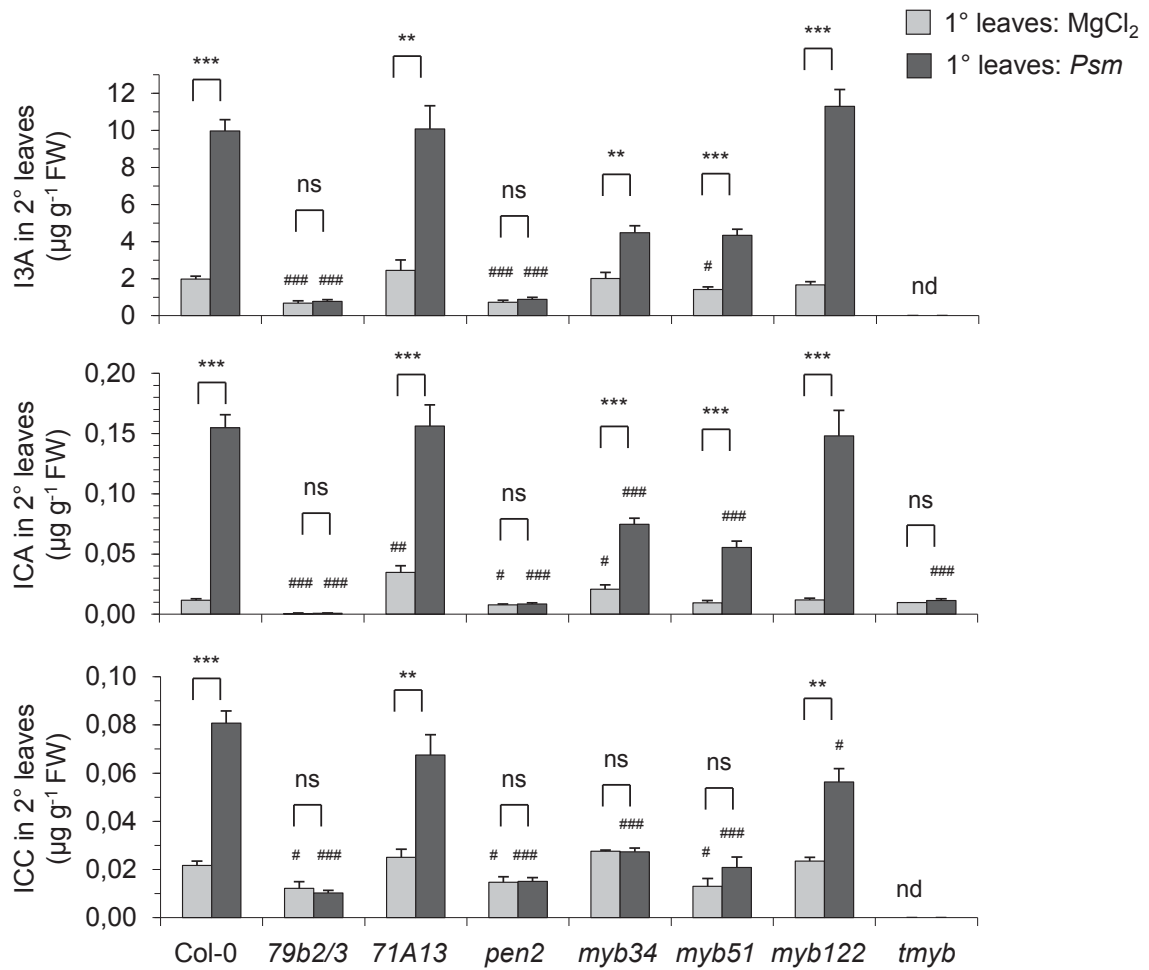 1° leaves: MgCl₂
1° leaves: Psm
I3A in 2° leaves
(µg g⁻¹ FW)
12
10
8
6
4
2
0
*** ** *** 
ns ns ** ***
### ### ### ### #
nd
ICA in 2° leaves
(µg g⁻¹ FW)
0,20
0,15
0,10
0,05
0,00
*** *** *** *** ***
ns ns ns
### ### ## # ### # ### ### ###
ICC in 2° leaves
(µg g⁻¹ FW)
0,10
0,08
0,06
0,04
0,02
0,00
*** ** **
ns ns ns ns
# ### # ### ### # ### #
nd
Col-0 79b2/3 71A13 pen2 myb34 myb51 myb122 tmyb